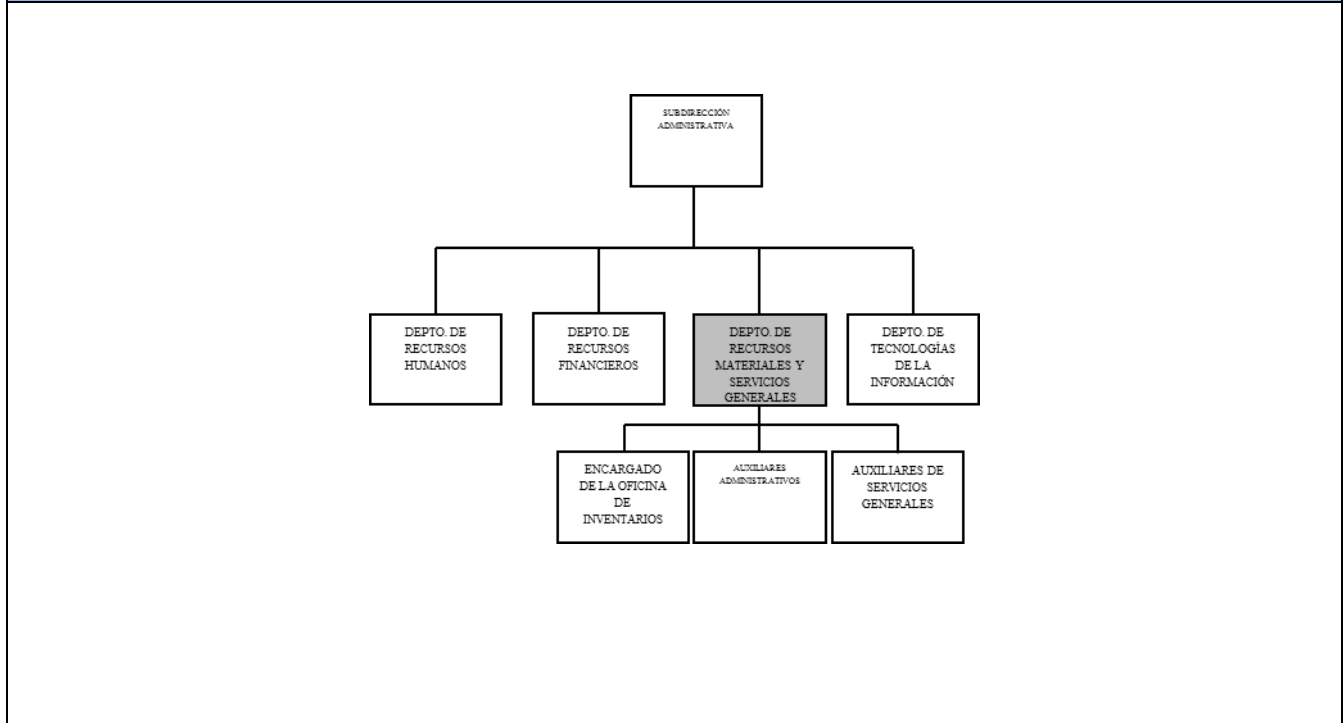 SUBDIRECCIÓN
ADMINISTRATIVA
DEPTO. DE
RECURSOS
HUMANOS
DEPTO. DE
RECURSOS
FINANCIEROS
DEPTO. DE
RECURSOS
MATERIALES Y
SERVICIOS
GENERALES
DEPTO. DE
TECNOLOGÍAS
DE LA
INFORMACIÓN
ENCARGADO
DE LA OFICINA
DE
INVENTARIOS
AUXILIARES
ADMINISTRATIVOS
AUXILIARES DE
SERVICIOS
GENERALES